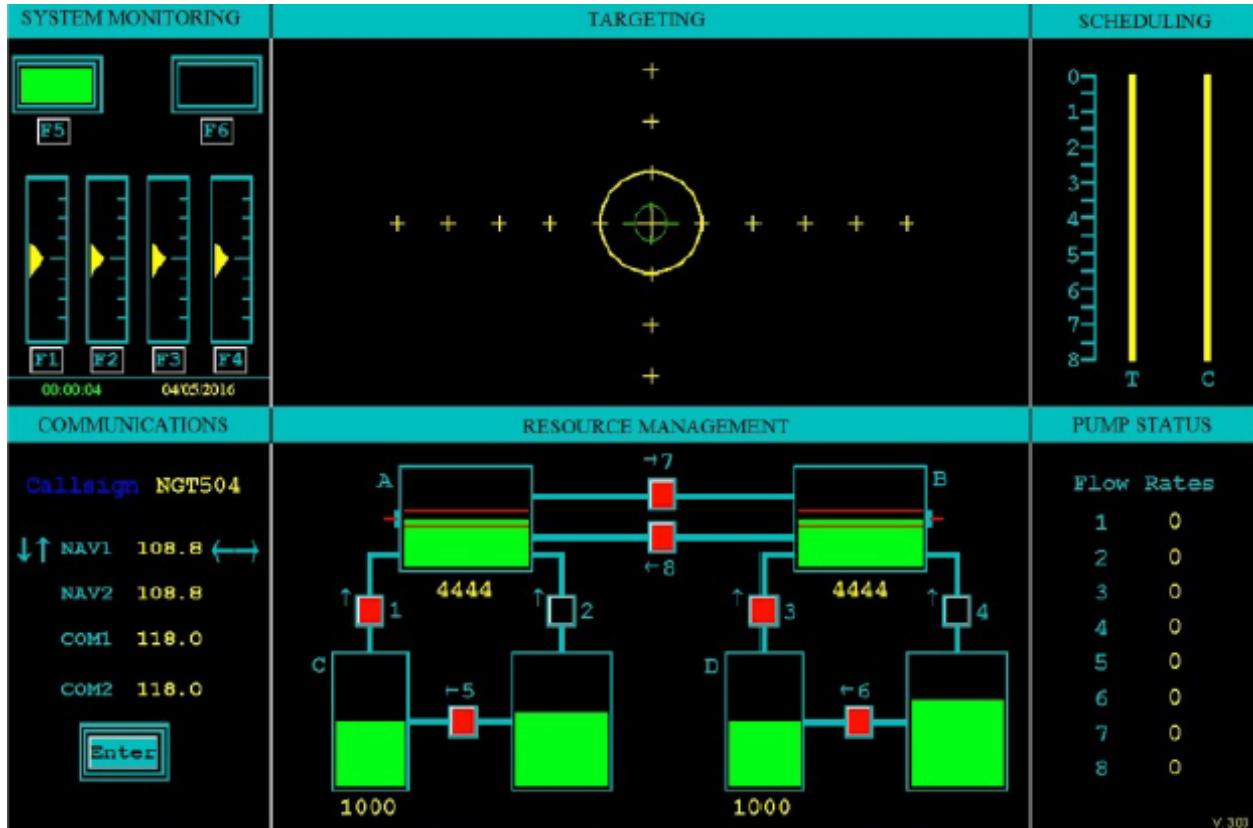 SYSTEM MONITORING
F5
F6
F1 F2 F3 F4
00:00:04 04/05/2016
TARGETING
SCHEDULING
0
1
2
3
4
5
6
7
8
T C
COMMUNICATIONS
Callsign NGT504
↓↑ NAV1 108.8 ←→
NAV2 108.8
COM1 118.0
COM2 118.0
Enter
RESOURCE MANAGEMENT
→7
A B
←8
4444 4444
↑ 1 ↑ 2 ↑ 3 ↑ 4
C D
←5 ←6
1000 1000
PUMP STATUS
Flow Rates
1 0
2 0
3 0
4 0
5 0
6 0
7 0
8 0